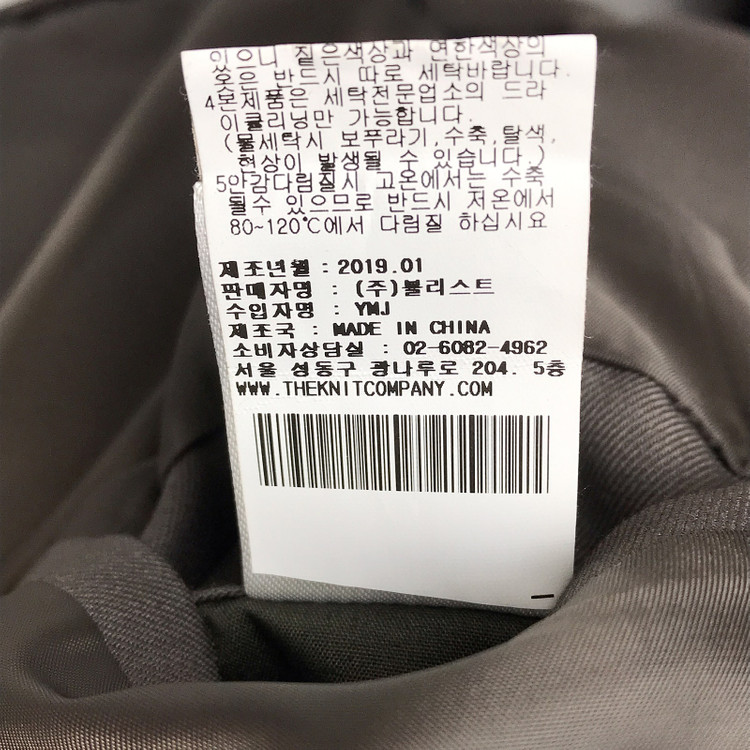 있으니 짙은색상과 연한색상의
옷은 반드시 따로 세탁바랍니다.
4본제품은 세탁전문업소의 드라
이클리닝만 가능합니다.
(물세탁시 보푸라기,수축,탈색,
현상이 발생될 수 있습니다.)
5안감다림질시 고온에서는 수축
될수 있으므로 반드시 저온에서
80~120℃에서 다림질 하십시요
제조년월 : 2019.01
판매자명 : (주)볼리스트
수입자명 : YMJ
제조국 : MADE IN CHINA
소비자상담실 : 02-6082-4962
서울 성동구 광나루로 204. 5층
WWW.THEKNITCOMPANY.COM